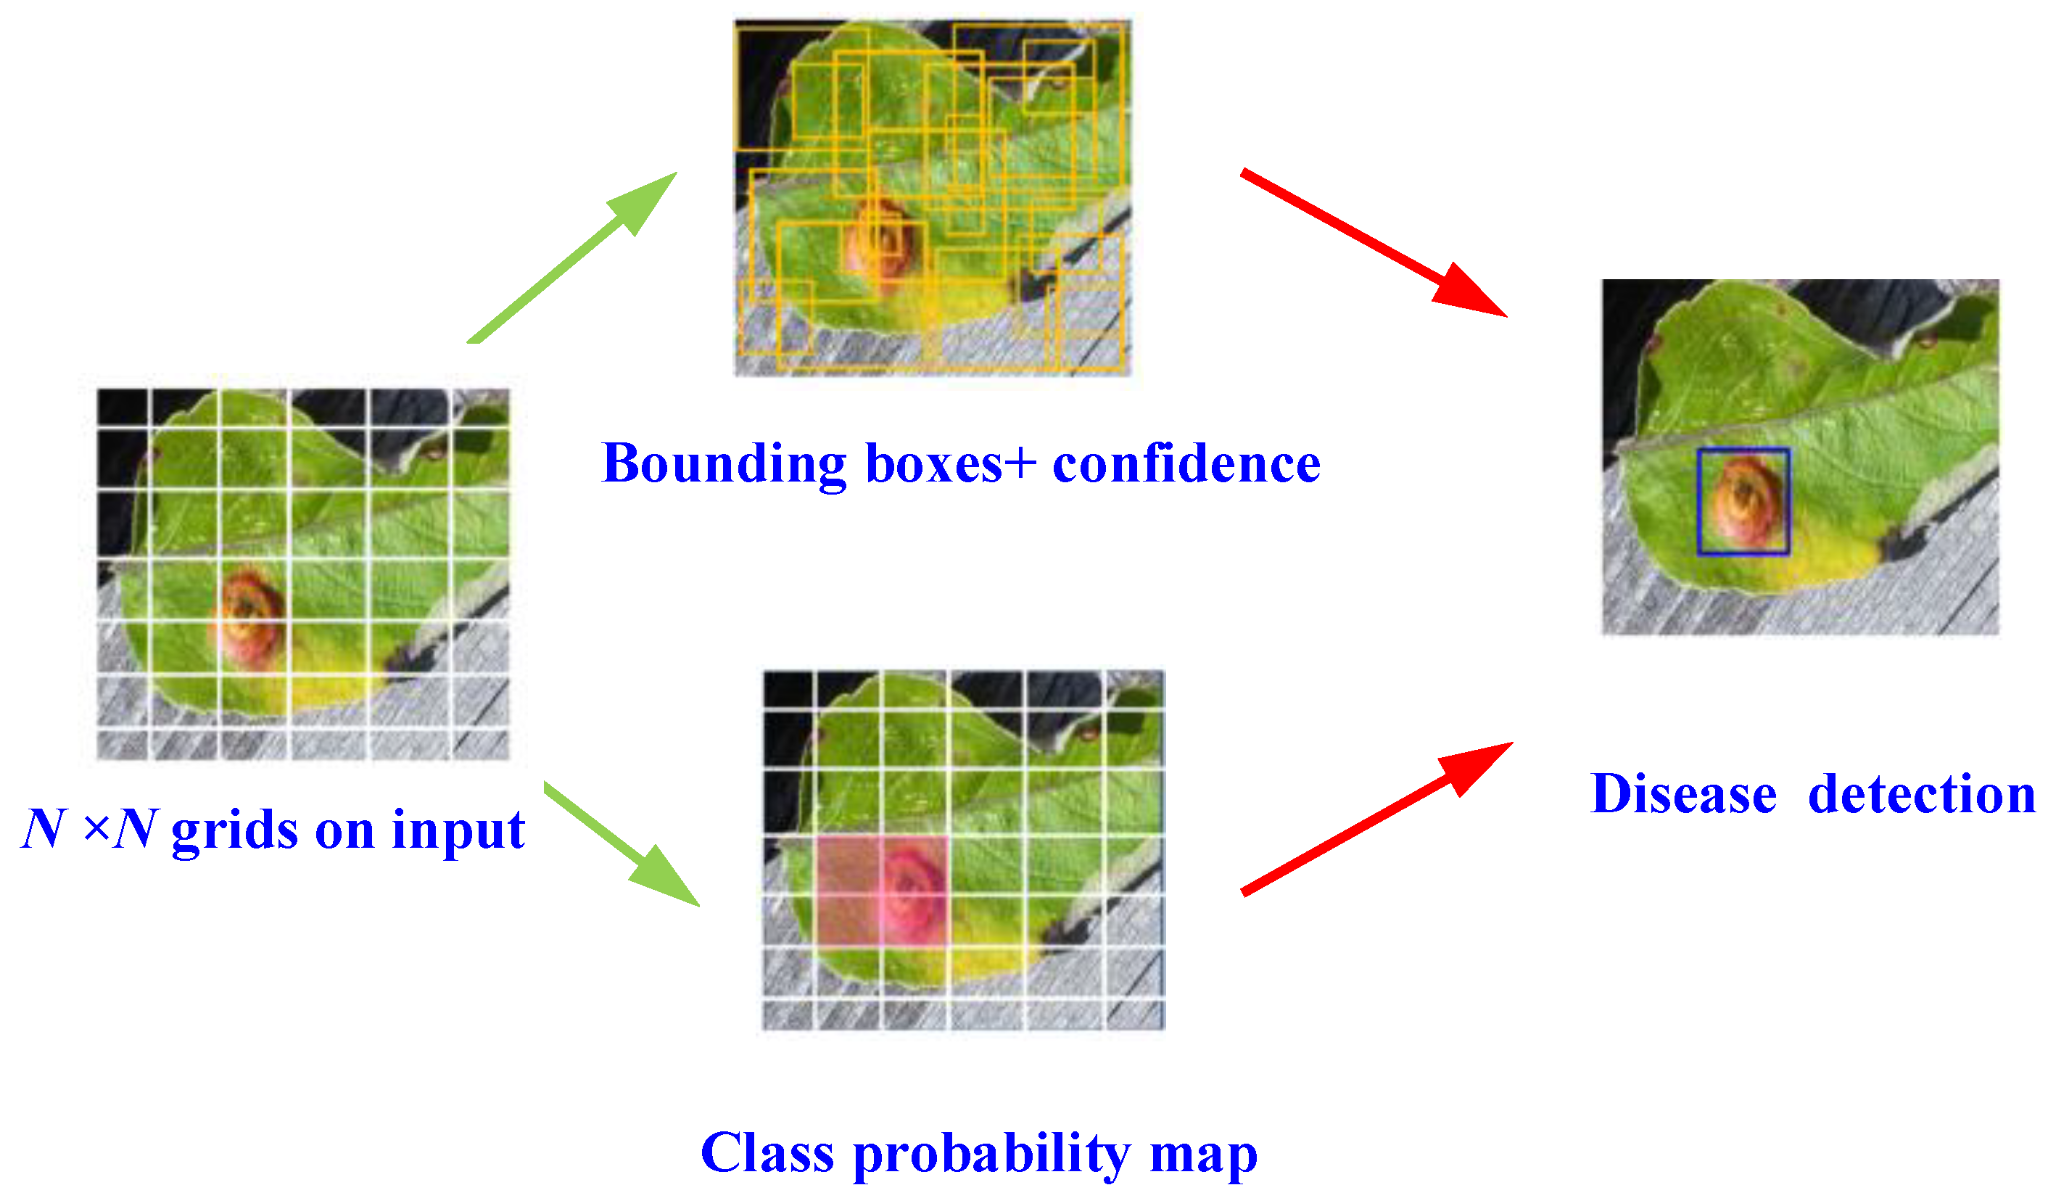 Bounding boxes+ confidence
N ×N grids on input
Disease detection
Class probability map